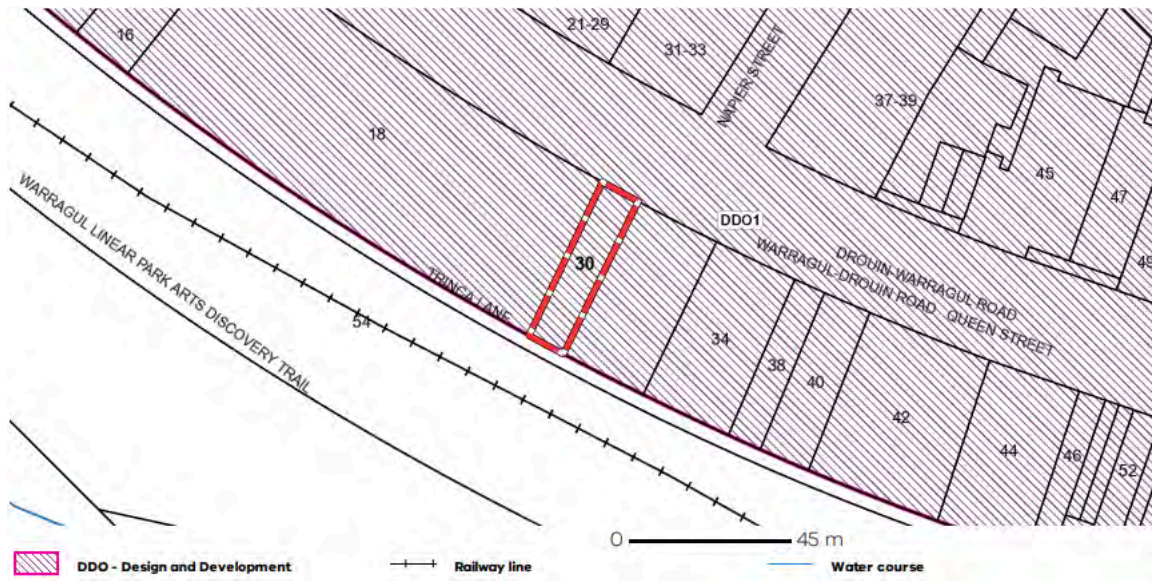 16
21-29
31-33
NAPIER STREET
37-39
18
45
47
49
DDO1
30
DROUIN-WARRAGUL ROAD
WARRAGUL-DROUIN ROAD QUEEN STREET
WARRAGUL LINEAR PARK ARTS DISCOVERY TRAIL
TRINCA LANE
54
34
38
40
42
44
46
52
0 45 m
DDO - Design and Development
Railway line
Water course